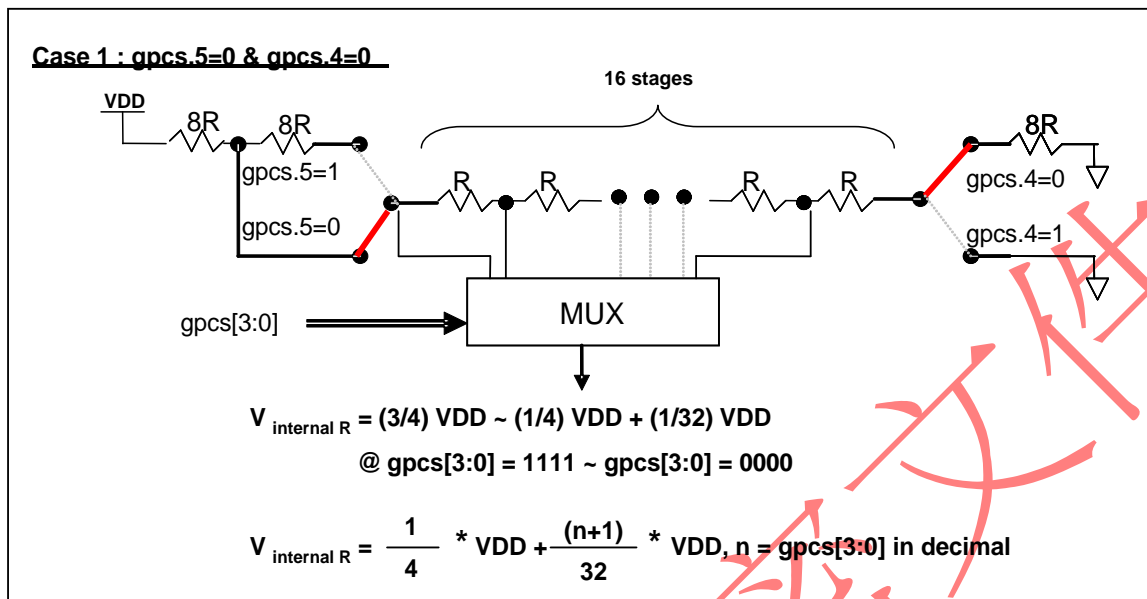 Case 1 : gpcs.5=0 & gpcs.4=0
16 stages
VDD
8R
8R
8R
gpcs.5=1
R
R
R
R
gpcs.4=0
gpcs.5=0
gpcs.4=1
gpcs[3:0]
MUX
V internal R = (3/4) VDD ~ (1/4) VDD + (1/32) VDD
@ gpcs[3:0] = 1111 ~ gpcs[3:0] = 0000
V internal R = 1/4 * VDD + (n+1)/32 * VDD, n = gpcs[3:0] in decimal